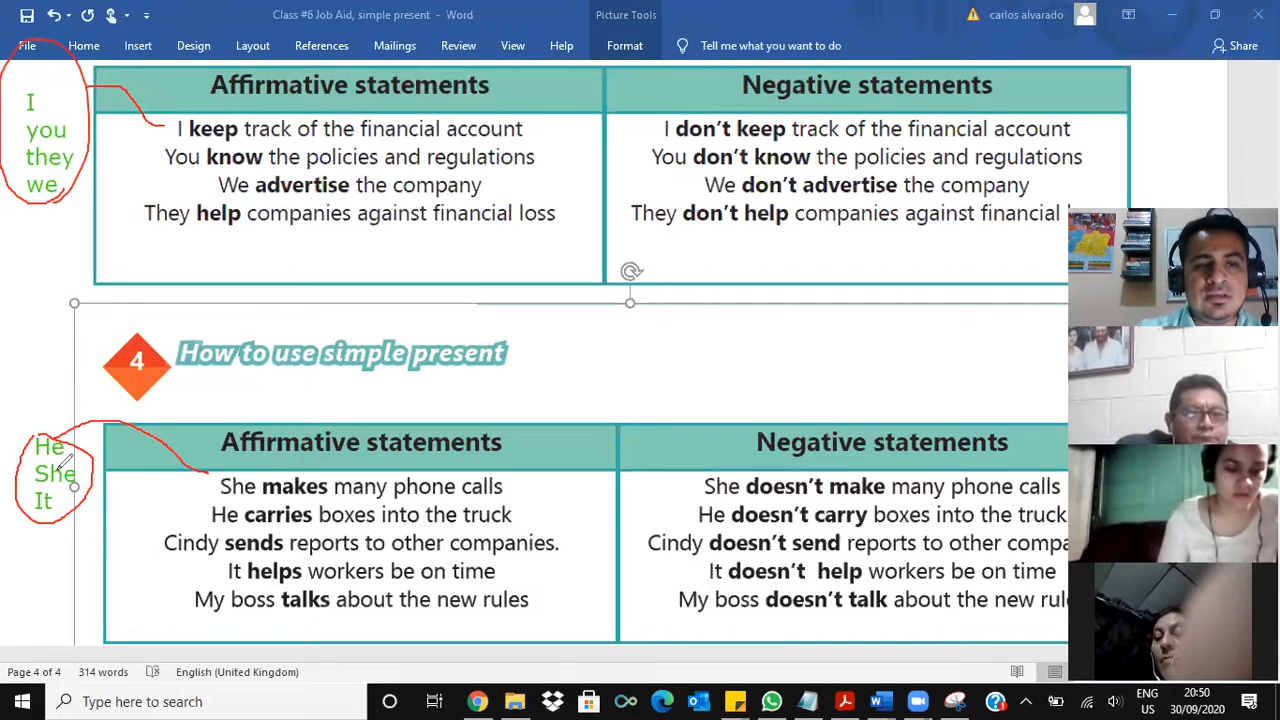 Class #6 Job Aid, simple present - Word
Picture Tools
carlos alvarado
File Home Insert Design Layout References Mailings Review View Help Format Tell me what you want to do Share
I
you
they
we
Affirmative statements
I keep track of the financial account
You know the policies and regulations
We advertise the company
They help companies against financial loss
Negative statements
I don't keep track of the financial account
You don't know the policies and regulations
We don't advertise the company
They don't help companies against financial
4
How to use simple present
He
She
It
Affirmative statements
She makes many phone calls
He carries boxes into the truck
Cindy sends reports to other companies.
It helps workers be on time
My boss talks about the new rules
Negative statements
She doesn't make many phone calls
He doesn't carry boxes into the truck
Cindy doesn't send reports to other
It doesn't help workers be on time
My boss doesn't talk about the new
Page 4 of 4 314 words English (United Kingdom)
Type here to search
ENG 20:50
US 30/09/2020